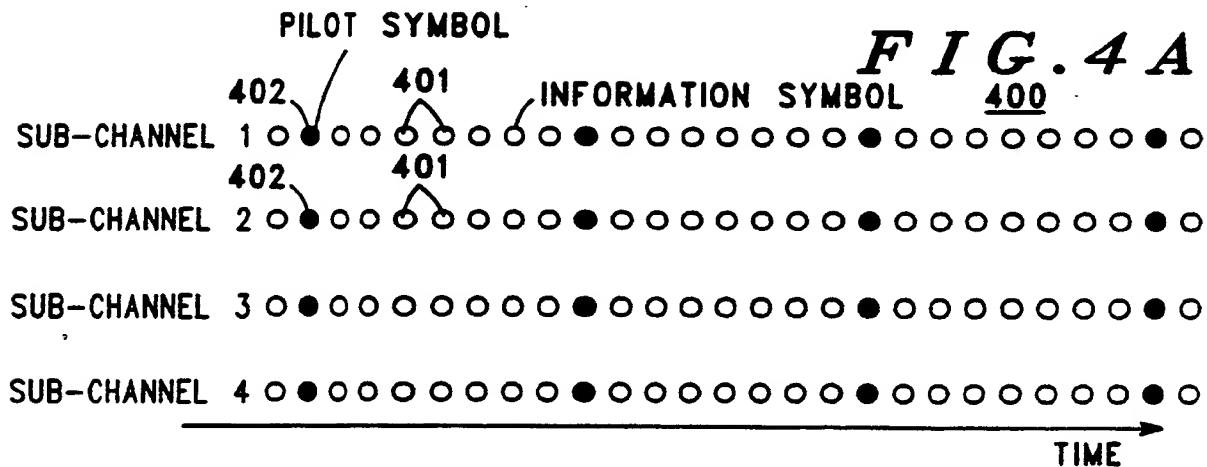 PILOT SYMBOL
FIG. 4A
402
401
INFORMATION SYMBOL
400
SUB-CHANNEL 1
402
401
SUB-CHANNEL 2
SUB-CHANNEL 3
SUB-CHANNEL 4
TIME